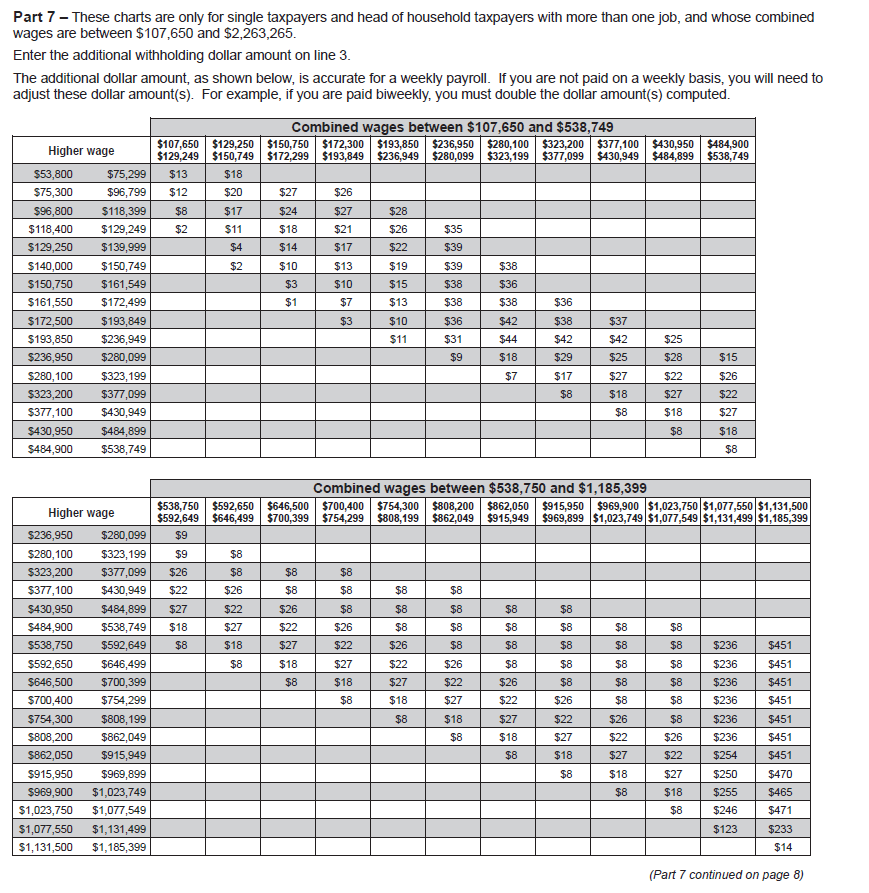 Part 7 – These charts are only for single taxpayers and head of household taxpayers with more than one job, and whose combined
wages are between $107,650 and $2,263,265.
Enter the additional withholding dollar amount on line 3.
The additional dollar amount, as shown below, is accurate for a weekly payroll. If you are not paid on a weekly basis, you will need to
adjust these dollar amount(s). For example, if you are paid biweekly, you must double the dollar amount(s) computed.
Combined wages between $107,650 and $538,749
Higher wage
$107,650 $129,250 $150,750 $172,300 $193,850 $236,950 $280,100 $323,200 $377,100 $430,950 $484,900
$129,249 $150,749 $172,299 $193,849 $236,949 $280,099 $323,199 $377,099 $430,949 $484,899 $538,749
$53,800 $75,299 $13 $18
$75,300 $96,799 $12 $20 $27 $26
$96,800 $118,399 $8 $17 $24 $27 $28
$118,400 $129,249 $2 $11 $18 $21 $26 $35
$129,250 $139,999 $4 $14 $17 $22 $39
$140,000 $150,749 $2 $10 $13 $19 $39 $38
$150,750 $161,549 $3 $10 $15 $38 $36
$161,550 $172,499 $1 $7 $13 $38 $38 $36
$172,500 $193,849 $3 $10 $36 $42 $38 $37
$193,850 $236,949 $11 $31 $44 $42 $42 $25
$236,950 $280,099 $9 $18 $29 $25 $28 $15
$280,100 $323,199 $7 $17 $27 $22 $26
$323,200 $377,099 $8 $18 $27 $22
$377,100 $430,949 $8 $18 $27
$430,950 $484,899 $8 $18
$484,900 $538,749 $8
Combined wages between $538,750 and $1,185,399
Higher wage
$538,750 $592,650 $646,500 $700,400 $754,300 $808,200 $862,050 $915,950 $969,900 $1,023,750 $1,077,550 $1,131,500
$592,649 $646,499 $700,399 $754,299 $808,199 $862,049 $915,949 $969,899 $1,023,749 $1,077,549 $1,131,499 $1,185,399
$236,950 $280,099 $9
$280,100 $323,199 $9 $8
$323,200 $377,099 $26 $8 $8 $8
$377,100 $430,949 $22 $26 $8 $8 $8 $8
$430,950 $484,899 $27 $22 $26 $8 $8 $8 $8 $8
$484,900 $538,749 $18 $27 $22 $26 $8 $8 $8 $8 $8 $8
$538,750 $592,649 $8 $18 $27 $22 $26 $8 $8 $8 $8 $8 $236 $451
$592,650 $646,499 $8 $18 $27 $22 $26 $8 $8 $8 $8 $236 $451
$646,500 $700,399 $8 $18 $27 $22 $26 $8 $8 $8 $236 $451
$700,400 $754,299 $8 $18 $27 $22 $26 $8 $8 $236 $451
$754,300 $808,199 $8 $18 $27 $22 $26 $8 $236 $451
$808,200 $862,049 $8 $18 $27 $22 $26 $236 $451
$862,050 $915,949 $8 $18 $27 $22 $254 $451
$915,950 $969,899 $8 $18 $27 $250 $470
$969,900 $1,023,749 $8 $18 $255 $465
$1,023,750 $1,077,549 $8 $246 $471
$1,077,550 $1,131,499 $123 $233
$1,131,500 $1,185,399 $14
(Part 7 continued on page 8)